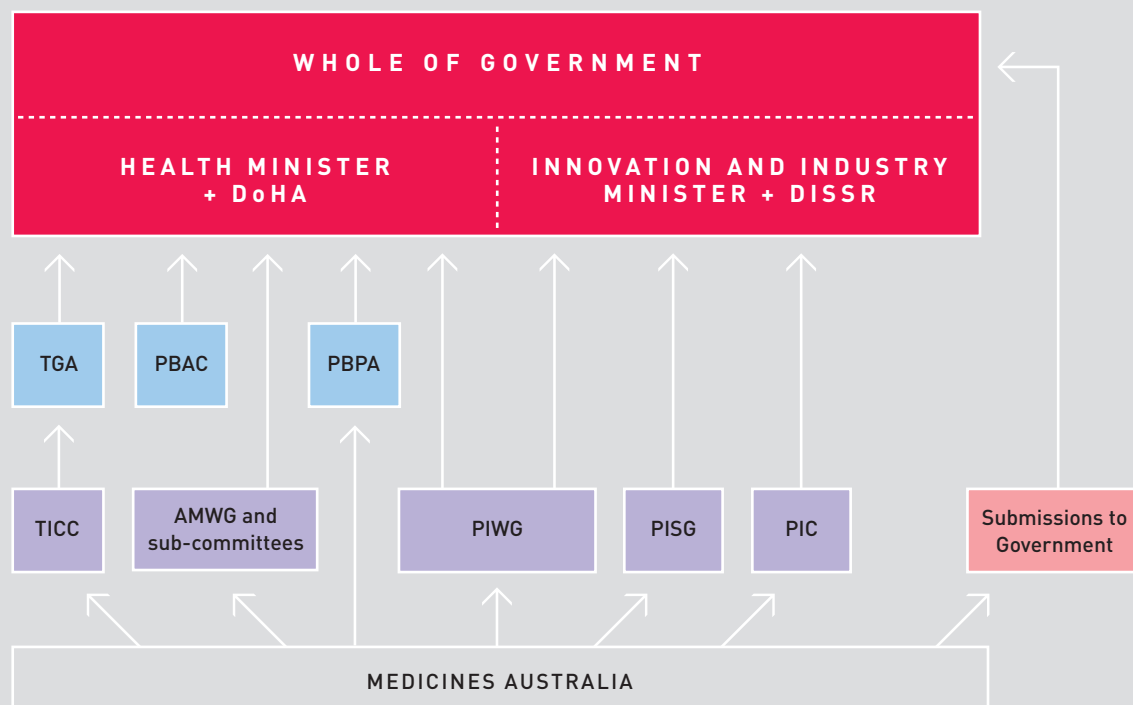 WHOLE OF GOVERNMENT
HEALTH MINISTER
+ DoHA
INNOVATION AND INDUSTRY
MINISTER + DISSR
TGA
PBAC
PBPA
TICC
AMWG and
sub-committees
PIWG
PISG
PIC
Submissions to
Government
MEDICINES AUSTRALIA